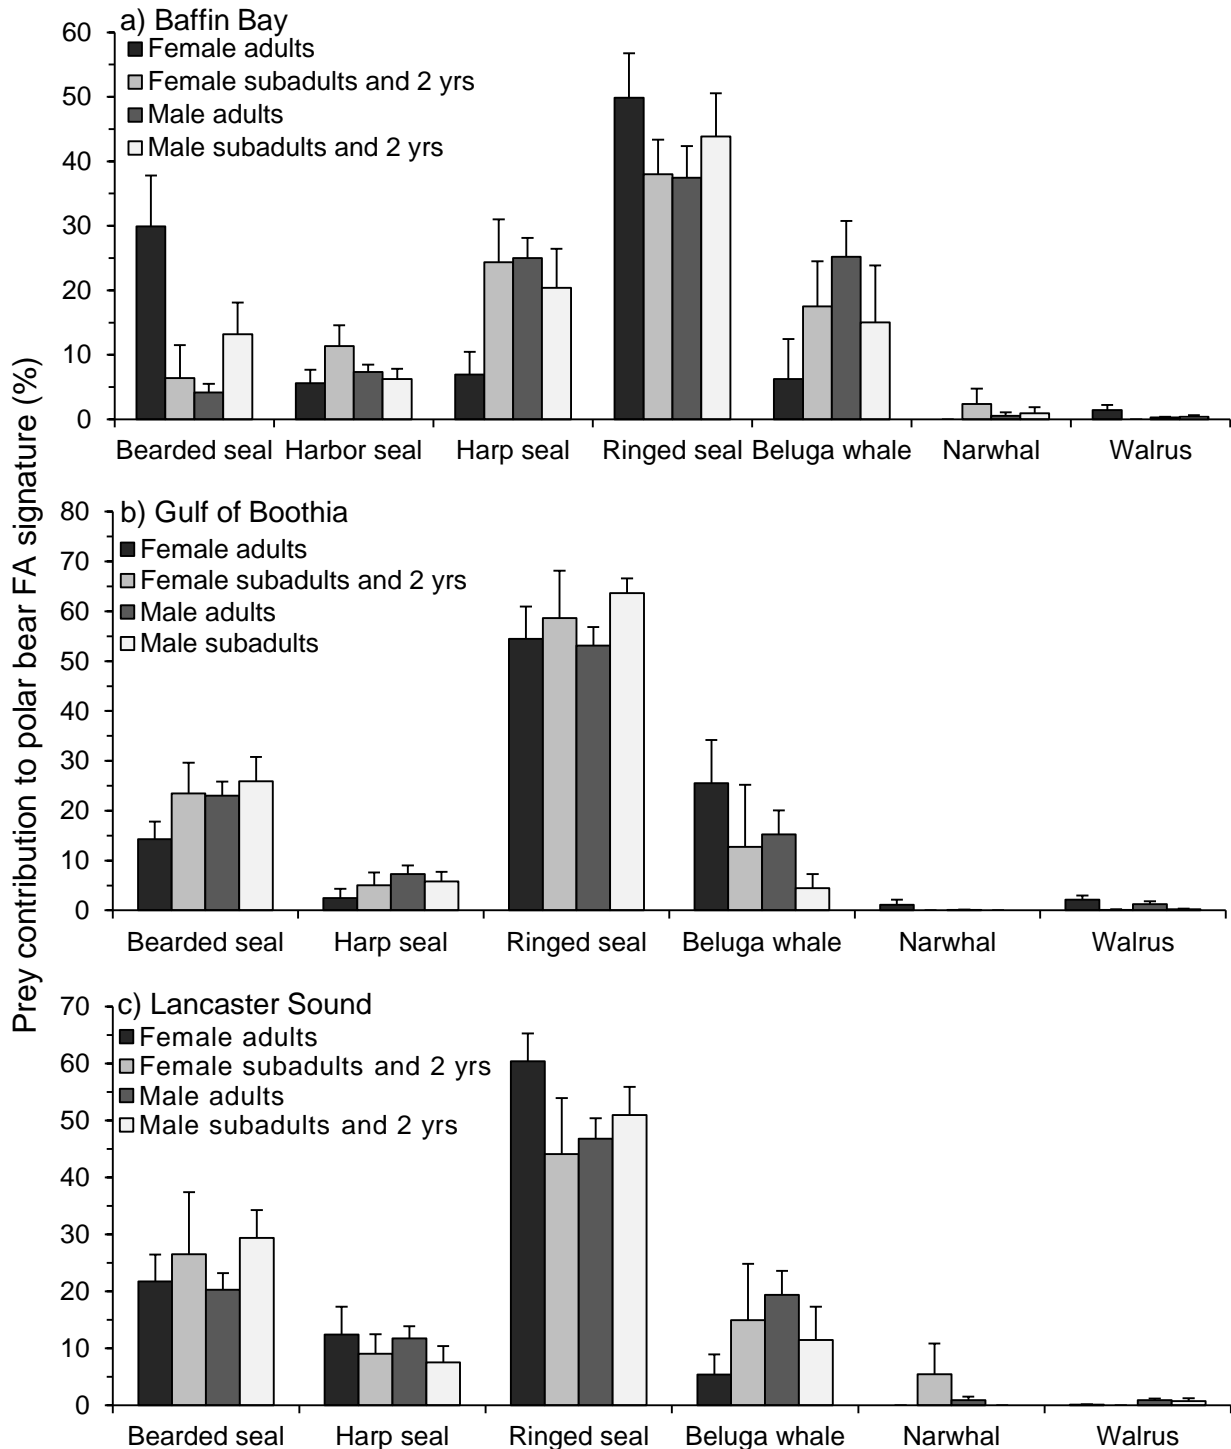 Prey contribution to polar bear FA signature (%)
a) Baffin Bay
Female adults
Female subadults and 2 yrs
Male adults
Male subadults and 2 yrs
60
50
40
30
20
10
0
Bearded seal Harbor seal Harp seal Ringed seal Beluga whale Narwhal Walrus
b) Gulf of Boothia
Female adults
Female subadults and 2 yrs
Male adults
Male subadults
80
70
60
50
40
30
20
10
0
Bearded seal Harp seal Ringed seal Beluga whale Narwhal Walrus
c) Lancaster Sound
Female adults
Female subadults and 2 yrs
Male adults
Male subadults and 2 yrs
70
60
50
40
30
20
10
0
Bearded seal Harp seal Ringed seal Beluga whale Narwhal Walrus